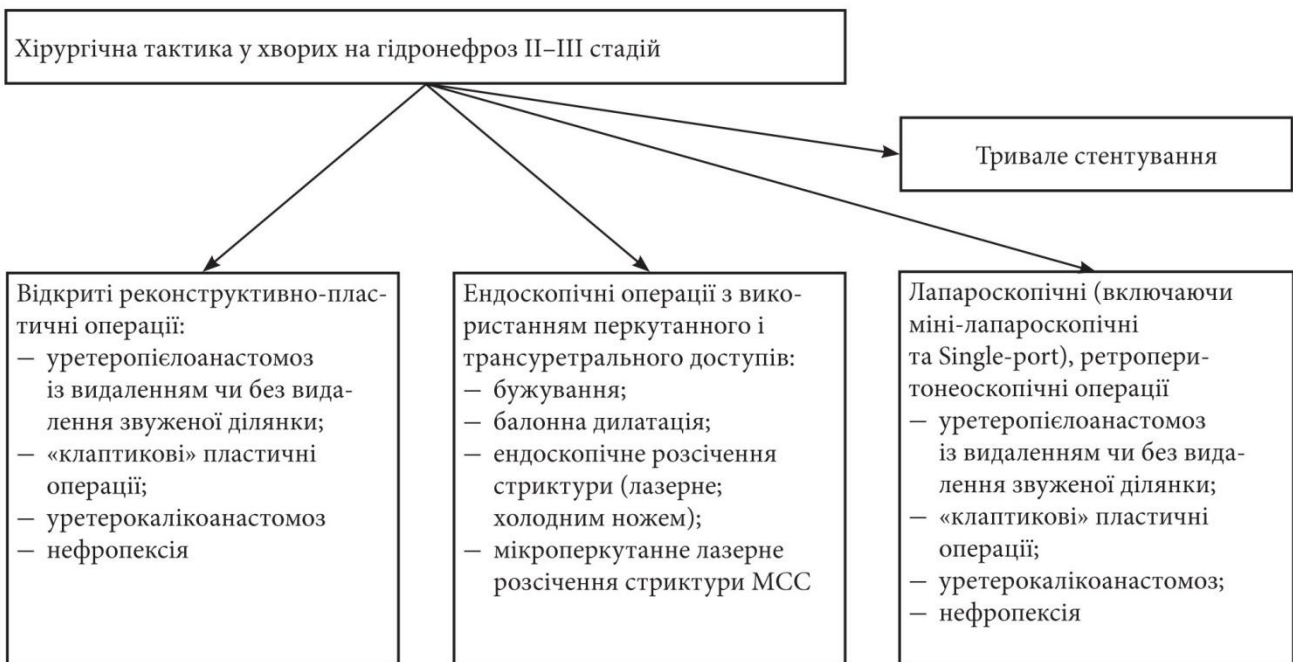 Хірургічна тактика у хворих на гідронефроз II–III стадій
Тривале стентування
Відкриті реконструктивно-плас-
тичні операції:
— уретеропієлоанастомоз
із видаленням чи без вида-
лення звуженої ділянки;
— «клаптикові» пластичні
операції;
— уретерокалікоанастомоз
— нефропексія
Ендоскопічні операції з вико-
ристанням перкутанного і
трансуретрального доступів:
— бужування;
— балонна дилатація;
— ендоскопічне розсічення
стриктури (лазерне;
холодним ножем);
— мікроперкутанне лазерне
розсічення стриктури МСС
Лапароскопічні (включаючи
міні-лапароскопічні
та Single-port), ретропери-
тонеоскопічні операції
— уретеропієлоанастомоз
із видаленням чи без вида-
лення звуженої ділянки;
— «клаптикові» пластичні
операції;
— уретерокалікоанастомоз;
— нефропексія